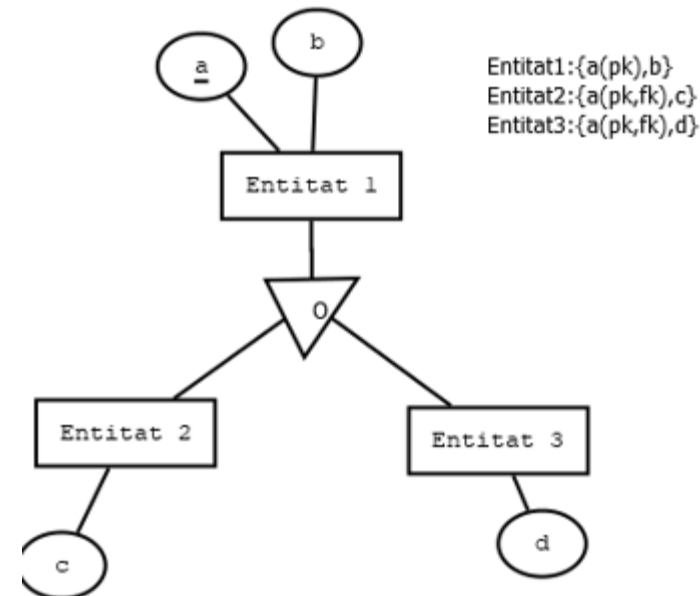 a
b
Entitat1:{a(pk),b}
Entitat2:{a(pk,fk),c}
Entitat3:{a(pk,fk),d}
Entitat 1
O
Entitat 2
Entitat 3
c
d